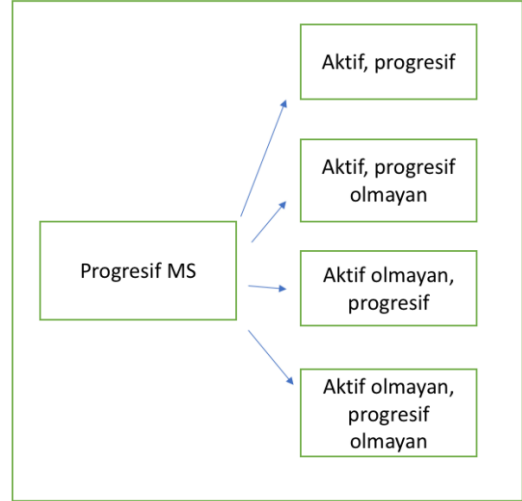 Progresif MS
Aktif, progresif
Aktif, progresif
olmayan
Aktif olmayan,
progresif
Aktif olmayan,
progresif
olmayan